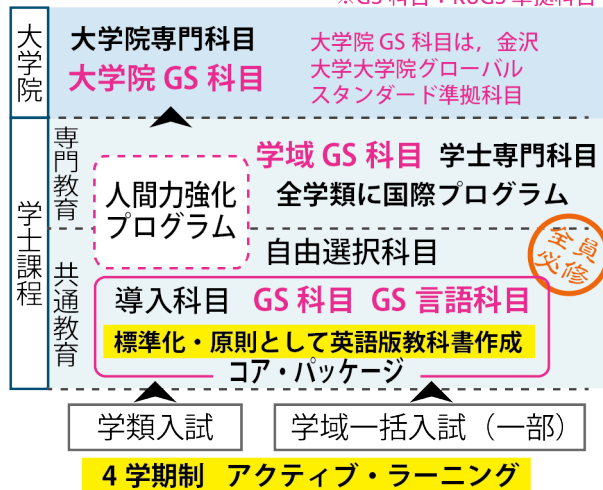 ※GS 科目：KUGS 準拠科目
大学院
大学院専門科目
大学院 GS 科目
大学院 GS 科目は，金沢
大学大学院グローバル
スタンダード準拠科目
学士課程
専門教育
人間力強化
プログラム
学域 GS 科目 学士専門科目
全学類に国際プログラム
共通教育
自由選択科目
全員
必修
導入科目 GS 科目 GS 言語科目
標準化・原則として英語版教科書作成
コア・パッケージ
学類入試
学域一括入試（一部）
4 学期制 アクティブ・ラーニング